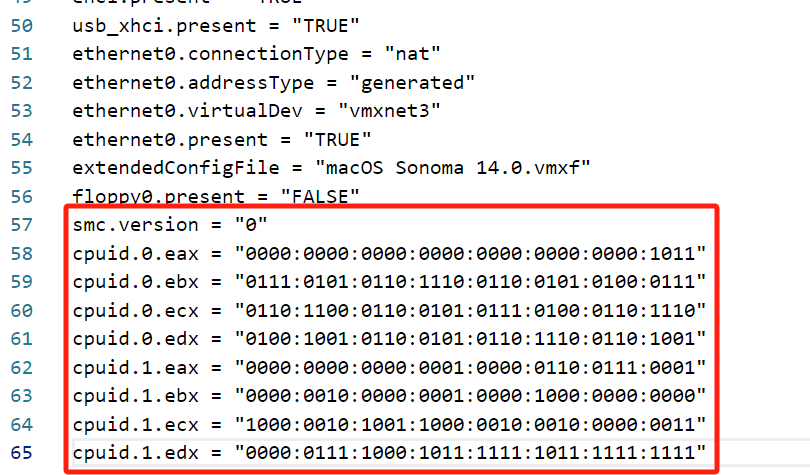 50 usb_xhci.present = "TRUE"
51 ethernet0.connectionType = "nat"
52 ethernet0.addressType = "generated"
53 ethernet0.virtualDev = "vmxnet3"
54 ethernet0.present = "TRUE"
55 extendedConfigFile = "macOS Sonoma 14.0.vmxf"
56 floppy0.present = "FALSE"
57 smc.version = "0"
58 cpuid.0.eax = "0000:0000:0000:0000:0000:0000:0000:1011"
59 cpuid.0.ebx = "0111:0101:0110:1110:0110:0101:0100:0111"
60 cpuid.0.ecx = "0110:1100:0110:0101:0111:0100:0110:1110"
61 cpuid.0.edx = "0100:1001:0110:0101:0110:1110:0110:1001"
62 cpuid.1.eax = "0000:0000:0000:0001:0000:0110:0111:0001"
63 cpuid.1.ebx = "0000:0010:0000:0001:0000:1000:0000:0000"
64 cpuid.1.ecx = "1000:0010:1001:1000:0010:0010:0000:0011"
65 cpuid.1.edx = "0000:0111:1000:1011:1111:1011:1111:1111"